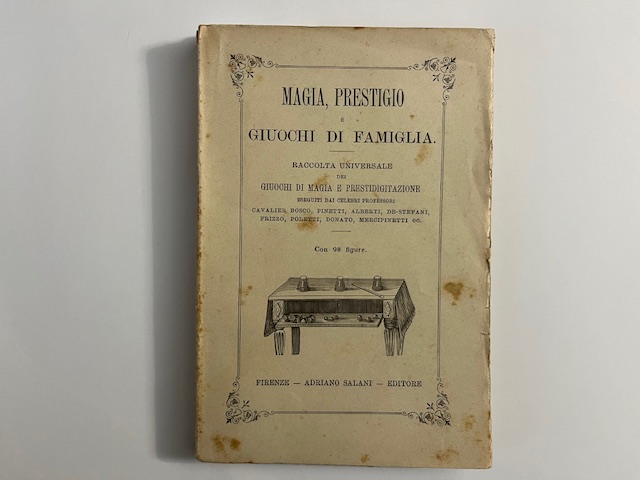 MAGIA, PRESTIGIO
E
GIUOCHI DI FAMIGLIA.
RACCOLTA UNIVERSALE
DEI
GIUOCHI DI MAGIA E PRESTIDIGITAZIONE
ESEGUITI DAI CELEBRI PROFESSORI
CAVALIER, BOSCO, PINETTI, ALBERTI, DE-STEFANI,
FRIZZO, POLETTI, DONATO, MERCIPINETTI ec.
Con 98 figure.
FIRENZE — ADRIANO SALANI — EDITORE